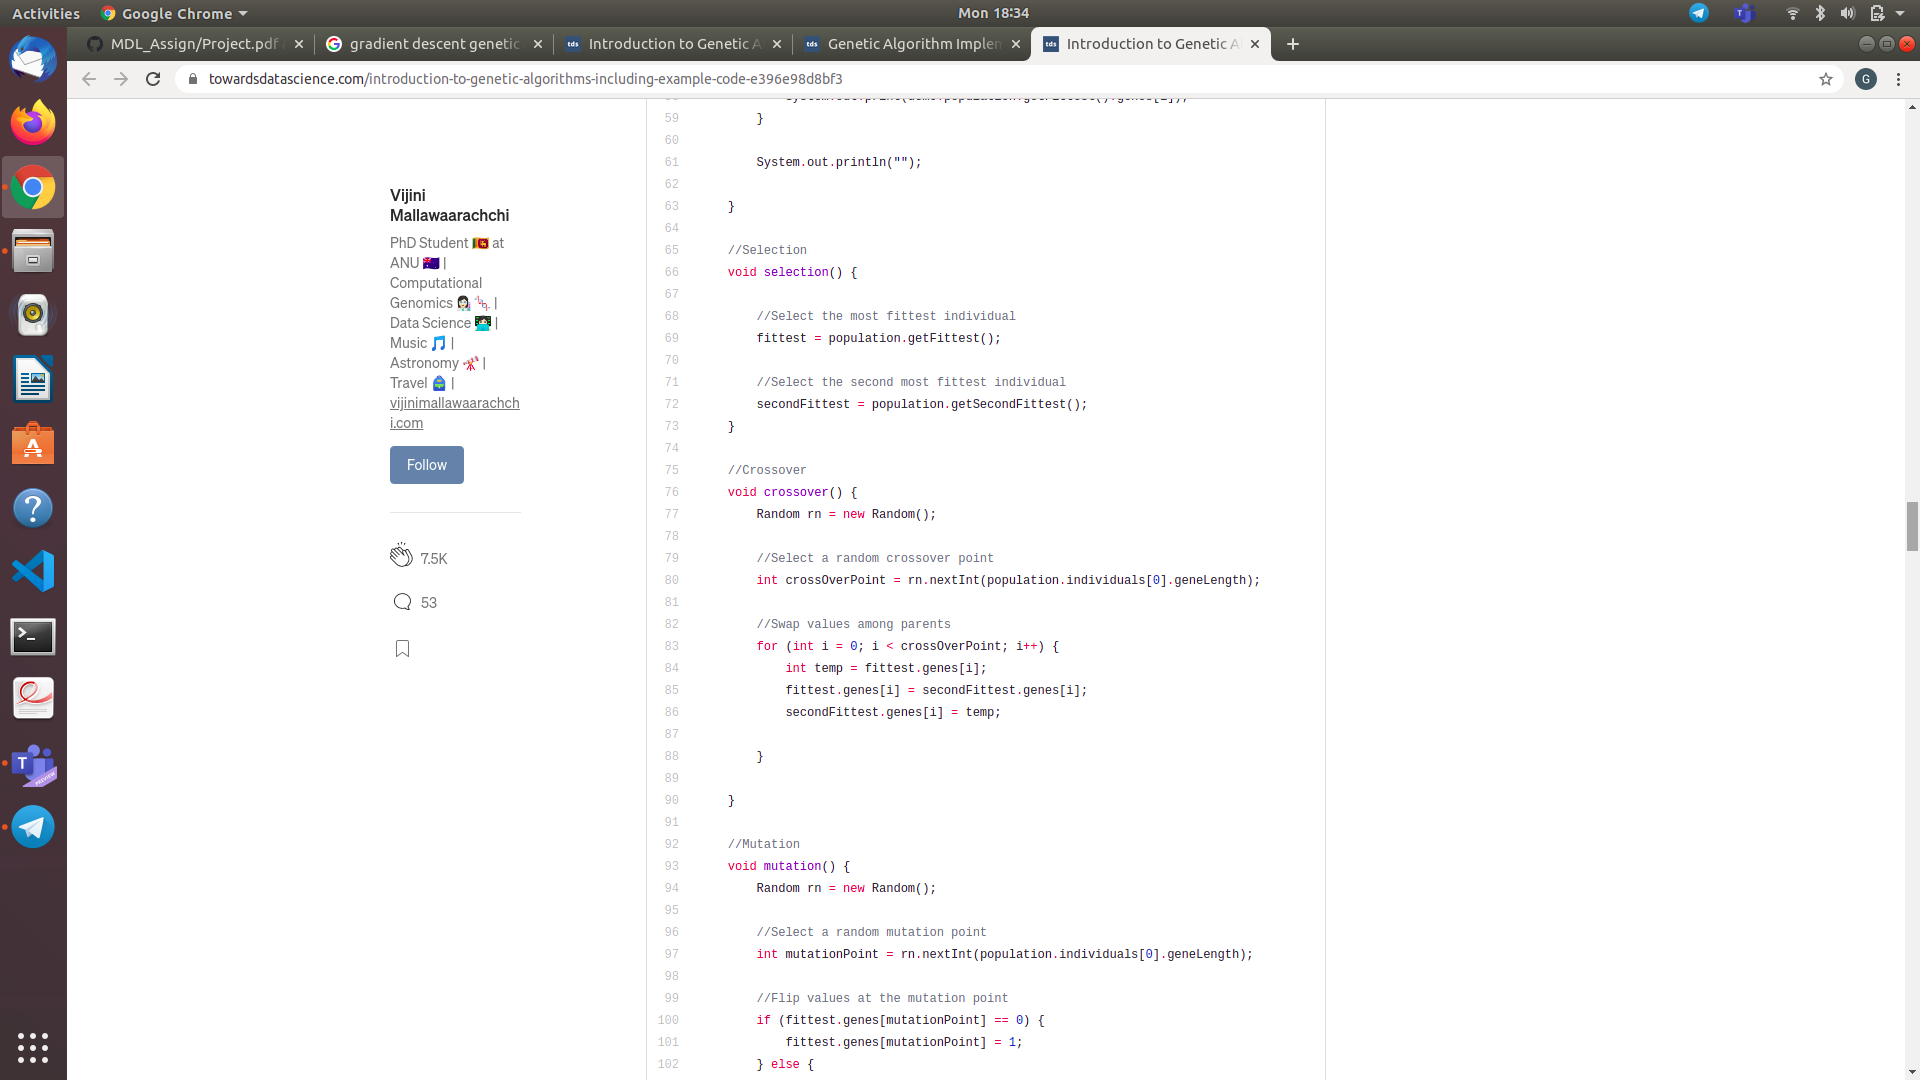 Activities
Google Chrome
Mon 18:34
MDL_Assign/Project.pdf
gradient descent genetic
Introduction to Genetic A
Genetic Algorithm Implem
Introduction to Genetic Al
towardsdatascience.com/introduction-to-genetic-algorithms-including-example-code-e396e98d8bf3
G
Vijini
Mallawaarachchi
PhD Student 🇱🇰 at
ANU 🇦🇺 |
Computational
Genomics 👩🏻‍🔬 🧬 |
Data Science 👩🏻‍💻 |
Music 🎵 |
Astronomy 🔭 |
Travel 🎒 |
vijinimallawaarachch
i.com
Follow
7.5K
53
59 }
60
61 System.out.println("");
62
63 }
64
65 //Selection
66 void selection() {
67
68 //Select the most fittest individual
69 fittest = population.getFittest();
70
71 //Select the second most fittest individual
72 secondFittest = population.getSecondFittest();
73 }
74
75 //Crossover
76 void crossover() {
77 Random rn = new Random();
78
79 //Select a random crossover point
80 int crossOverPoint = rn.nextInt(population.individuals[0].geneLength);
81
82 //Swap values among parents
83 for (int i = 0; i < crossOverPoint; i++) {
84 int temp = fittest.genes[i];
85 fittest.genes[i] = secondFittest.genes[i];
86 secondFittest.genes[i] = temp;
87
88 }
89
90 }
91
92 //Mutation
93 void mutation() {
94 Random rn = new Random();
95
96 //Select a random mutation point
97 int mutationPoint = rn.nextInt(population.individuals[0].geneLength);
98
99 //Flip values at the mutation point
100 if (fittest.genes[mutationPoint] == 0) {
101 fittest.genes[mutationPoint] = 1;
102 } else {